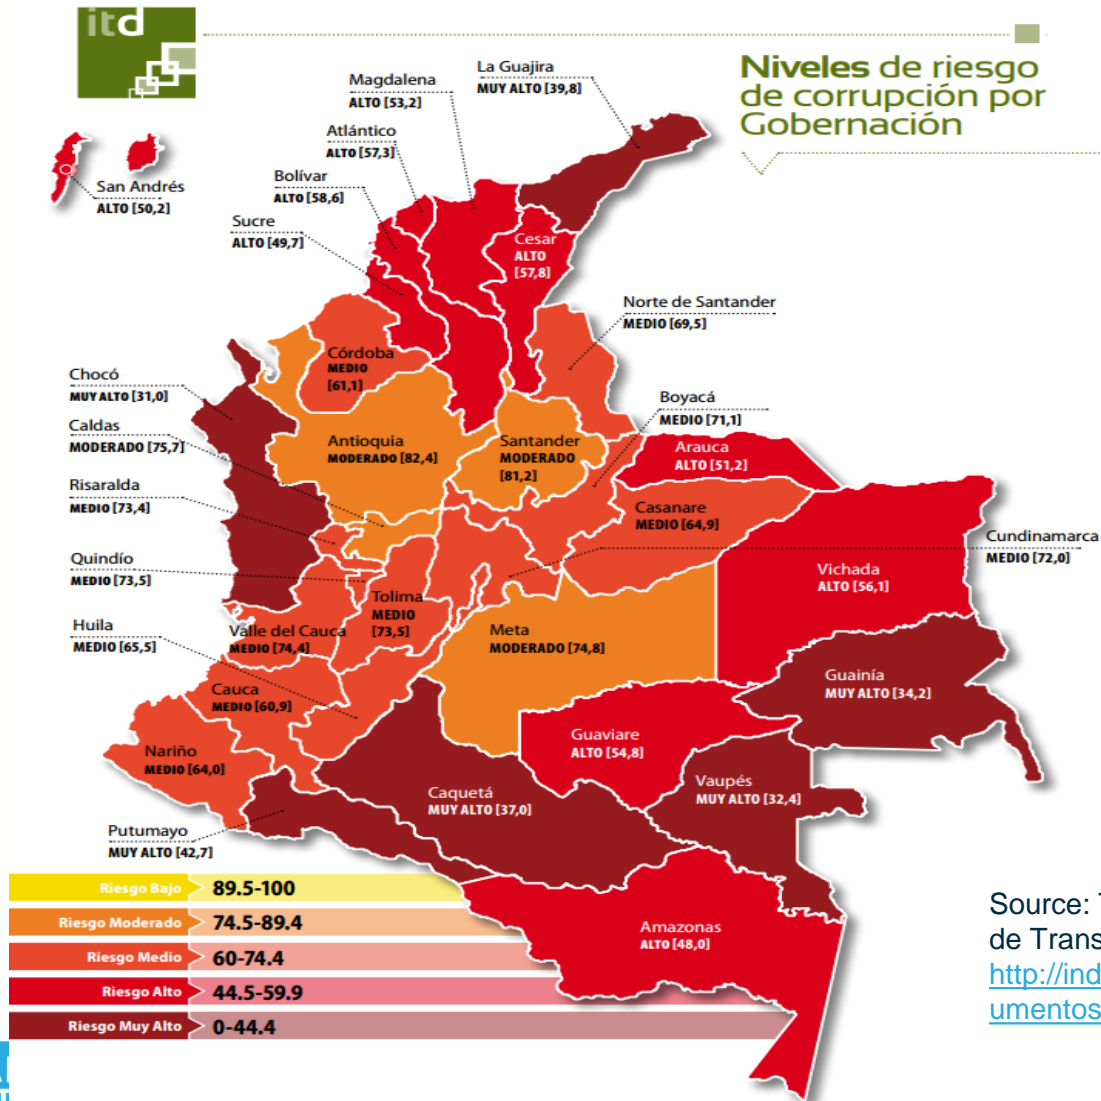 itd
Niveles de riesgo
de corrupción por
Gobernación
La Guajira
MUY ALTO [39,8]
Magdalena
ALTO [53,2]
Atlántico
ALTO [57,3]
Bolívar
ALTO [58,6]
Sucre
ALTO [49,7]
San Andrés
ALTO [50,2]
Cesar
ALTO
[57,8]
Norte de Santander
MEDIO [69,5]
Córdoba
MEDIO
[61,1]
Chocó
MUY ALTO [31,0]
Caldas
MODERADO [75,7]
Risaralda
MEDIO [73,4]
Quindío
MEDIO [73,5]
Huila
MEDIO [65,5]
Antioquia
MODERADO [82,4]
Santander
MODERADO
[81,2]
Boyacá
MEDIO [71,1]
Arauca
ALTO [51,2]
Casanare
MEDIO [64,9]
Cundinamarca
MEDIO [72,0]
Vichada
ALTO [56,1]
Tolima
MEDIO
[73,5]
Valle del Cauca
MEDIO [74,4]
Meta
MODERADO [74,8]
Guainía
MUY ALTO [34,2]
Cauca
MEDIO [60,9]
Nariño
MEDIO [64,0]
Guaviare
ALTO [54,8]
Vaupés
MUY ALTO [32,4]
Caquetá
MUY ALTO [37,0]
Putumayo
MUY ALTO [42,7]
Amazonas
ALTO [48,0]
Riesgo Bajo 89.5-100
Riesgo Moderado 74.5-89.4
Riesgo Medio 60-74.4
Riesgo Alto 44.5-59.9
Riesgo Muy Alto 0-44.4
Source:
de Trans
http://ind
umentos